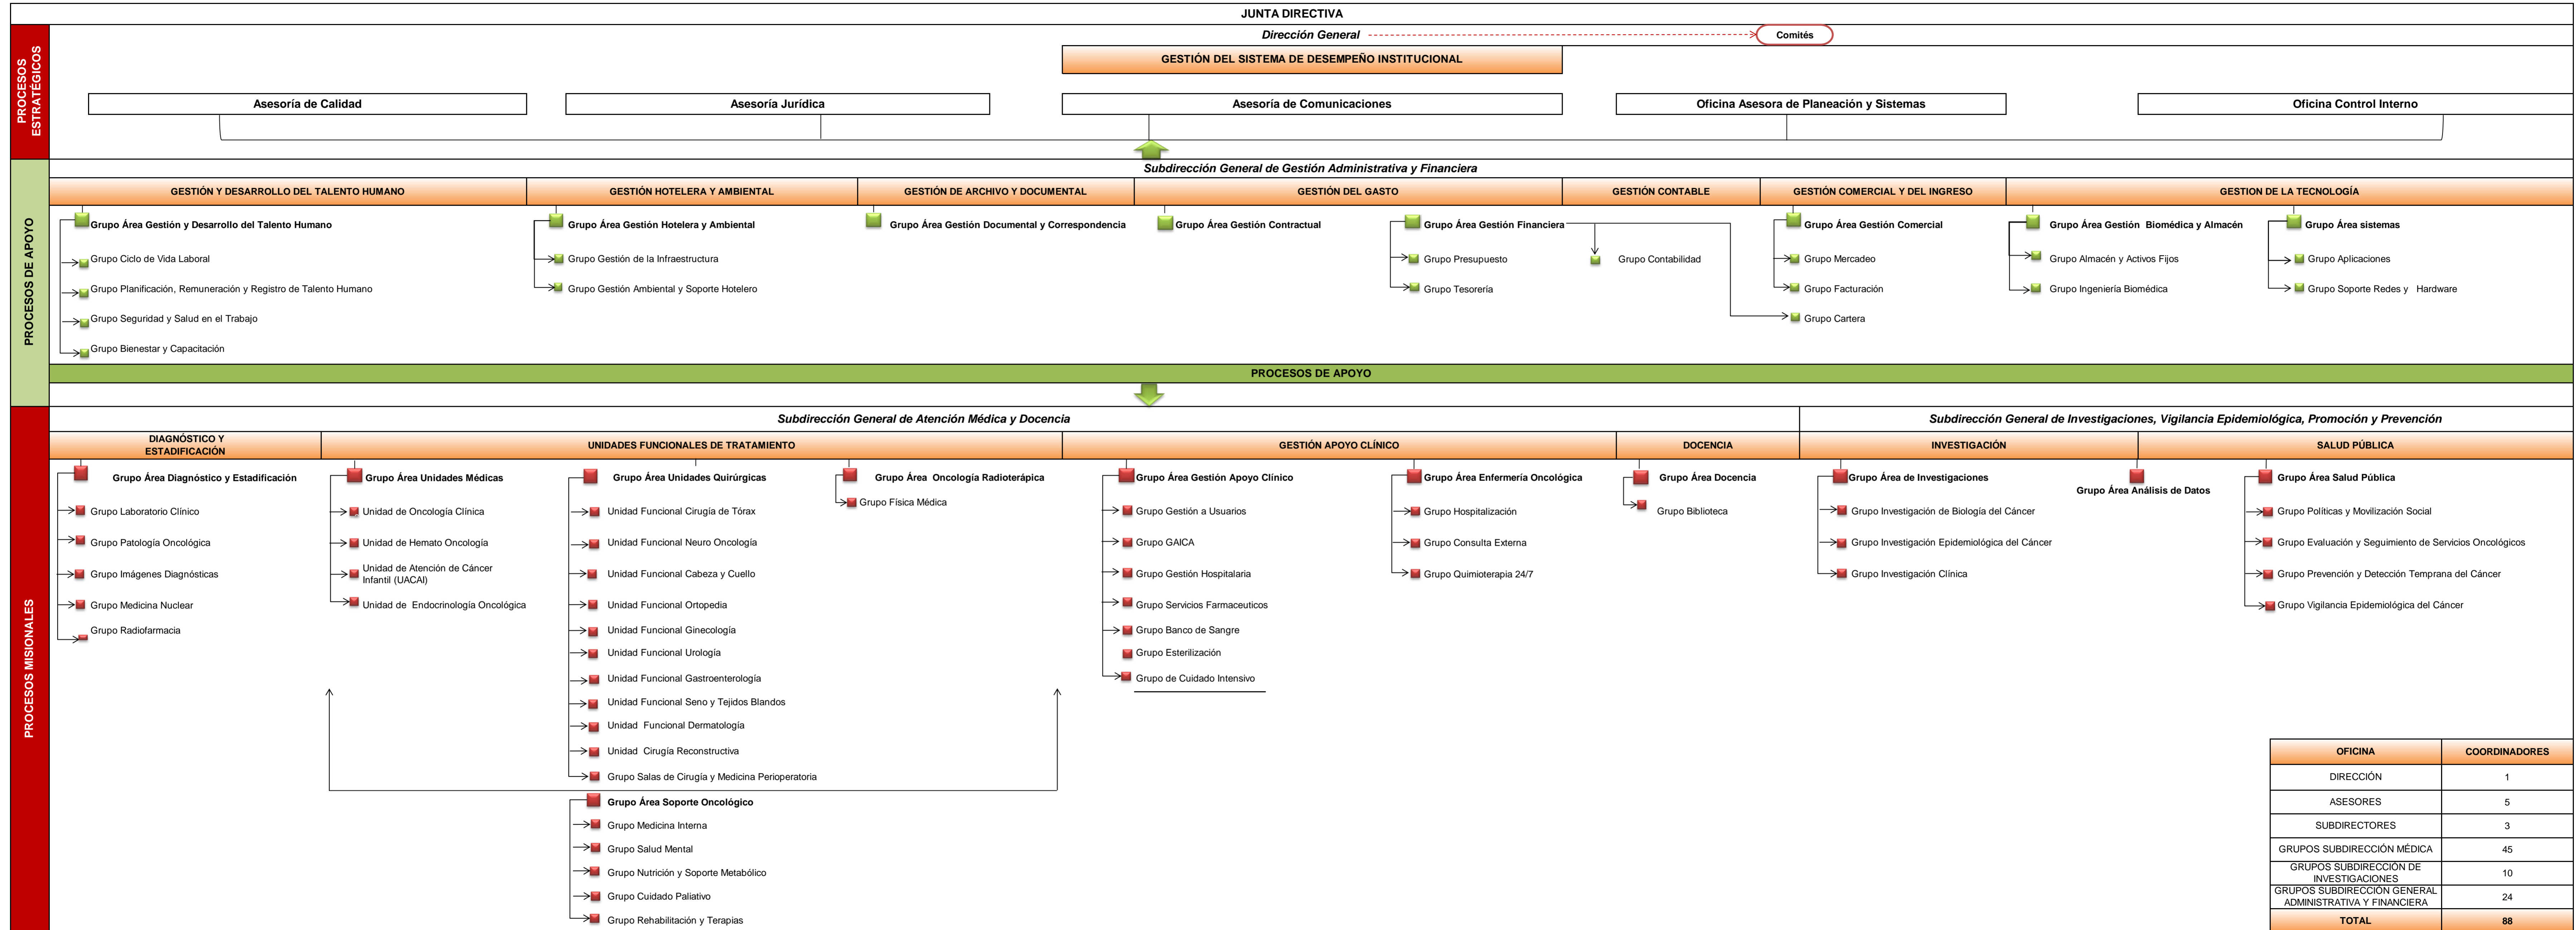 JUNTA DIRECTIVA
PROCESOS
ESTRATÉGICOS
Dirección General
Comités
GESTIÓN DEL SISTEMA DE DESEMPEÑO INSTITUCIONAL
Asesoría de Calidad
Asesoría Jurídica
Asesoría de Comunicaciones
Oficina Asesora de Planeación y Sistemas
Oficina Control Interno
PROCESOS DE APOYO
Subdirección General de Gestión Administrativa y Financiera
GESTIÓN Y DESARROLLO DEL TALENTO HUMANO
GESTIÓN HOTELERA Y AMBIENTAL
GESTIÓN DE ARCHIVO Y DOCUMENTAL
GESTIÓN DEL GASTO
GESTIÓN CONTABLE
GESTIÓN COMERCIAL Y DEL INGRESO
GESTION DE LA TECNOLOGÍA
Grupo Área Gestión y Desarrollo del Talento Humano
Grupo Ciclo de Vida Laboral
Grupo Planificación, Remuneración y Registro de Talento Humano
Grupo Seguridad y Salud en el Trabajo
Grupo Bienestar y Capacitación
Grupo Área Gestión Hotelera y Ambiental
Grupo Gestión de la Infraestructura
Grupo Gestión Ambiental y Soporte Hotelero
Grupo Área Gestión Documental y Correspondencia
Grupo Área Gestión Contractual
Grupo Área Gestión Financiera
Grupo Presupuesto
Grupo Tesorería
Grupo Contabilidad
Grupo Área Gestión Comercial
Grupo Mercadeo
Grupo Facturación
Grupo Cartera
Grupo Área Gestión Biomédica y Almacén
Grupo Almacén y Activos Fijos
Grupo Ingeniería Biomédica
Grupo Área sistemas
Grupo Aplicaciones
Grupo Soporte Redes y Hardware
PROCESOS DE APOYO
PROCESOS MISIONALES
Subdirección General de Atención Médica y Docencia
Subdirección General de Investigaciones, Vigilancia Epidemiológica, Promoción y Prevención
DIAGNÓSTICO Y
ESTADIFICACIÓN
UNIDADES FUNCIONALES DE TRATAMIENTO
GESTIÓN APOYO CLÍNICO
DOCENCIA
INVESTIGACIÓN
SALUD PÚBLICA
Grupo Área Diagnóstico y Estadificación
Grupo Laboratorio Clínico
Grupo Patología Oncológica
Grupo Imágenes Diagnósticas
Grupo Medicina Nuclear
Grupo Radiofarmacia
Grupo Área Unidades Médicas
Unidad de Oncología Clínica
Unidad de Hemato Oncología
Unidad de Atención de Cáncer
Infantil (UACAI)
Unidad de Endocrinología Oncológica
Grupo Área Unidades Quirúrgicas
Unidad Funcional Cirugía de Tórax
Unidad Funcional Neuro Oncología
Unidad Funcional Cabeza y Cuello
Unidad Funcional Ortopedia
Unidad Funcional Ginecología
Unidad Funcional Urología
Unidad Funcional Gastroenterología
Unidad Funcional Seno y Tejidos Blandos
Unidad Funcional Dermatología
Unidad Cirugía Reconstructiva
Grupo Salas de Cirugía y Medicina Perioperatoria
Grupo Área Soporte Oncológico
Grupo Medicina Interna
Grupo Salud Mental
Grupo Nutrición y Soporte Metabólico
Grupo Cuidado Paliativo
Grupo Rehabilitación y Terapias
Grupo Área Oncología Radioterápica
Grupo Física Médica
Grupo Área Gestión Apoyo Clínico
Grupo Gestión a Usuarios
Grupo GAICA
Grupo Gestión Hospitalaria
Grupo Servicios Farmaceuticos
Grupo Banco de Sangre
Grupo Esterilización
Grupo de Cuidado Intensivo
Grupo Área Enfermería Oncológica
Grupo Hospitalización
Grupo Consulta Externa
Grupo Quimioterapia 24/7
Grupo Área Docencia
Grupo Biblioteca
Grupo Área de Investigaciones
Grupo Investigación de Biología del Cáncer
Grupo Investigación Epidemiológica del Cáncer
Grupo Investigación Clínica
Grupo Área Análisis de Datos
Grupo Área Salud Pública
Grupo Políticas y Movilización Social
Grupo Evaluación y Seguimiento de Servicios Oncológicos
Grupo Prevención y Detección Temprana del Cáncer
Grupo Vigilancia Epidemiológica del Cáncer
OFICINA COORDINADORES
DIRECCIÓN 1
ASESORES 5
SUBDIRECTORES 3
GRUPOS SUBDIRECCIÓN MÉDICA 45
GRUPOS SUBDIRECCIÓN DE
INVESTIGACIONES 10
GRUPOS SUBDIRECCIÓN GENERAL
ADMINISTRATIVA Y FINANCIERA 24
TOTAL 88